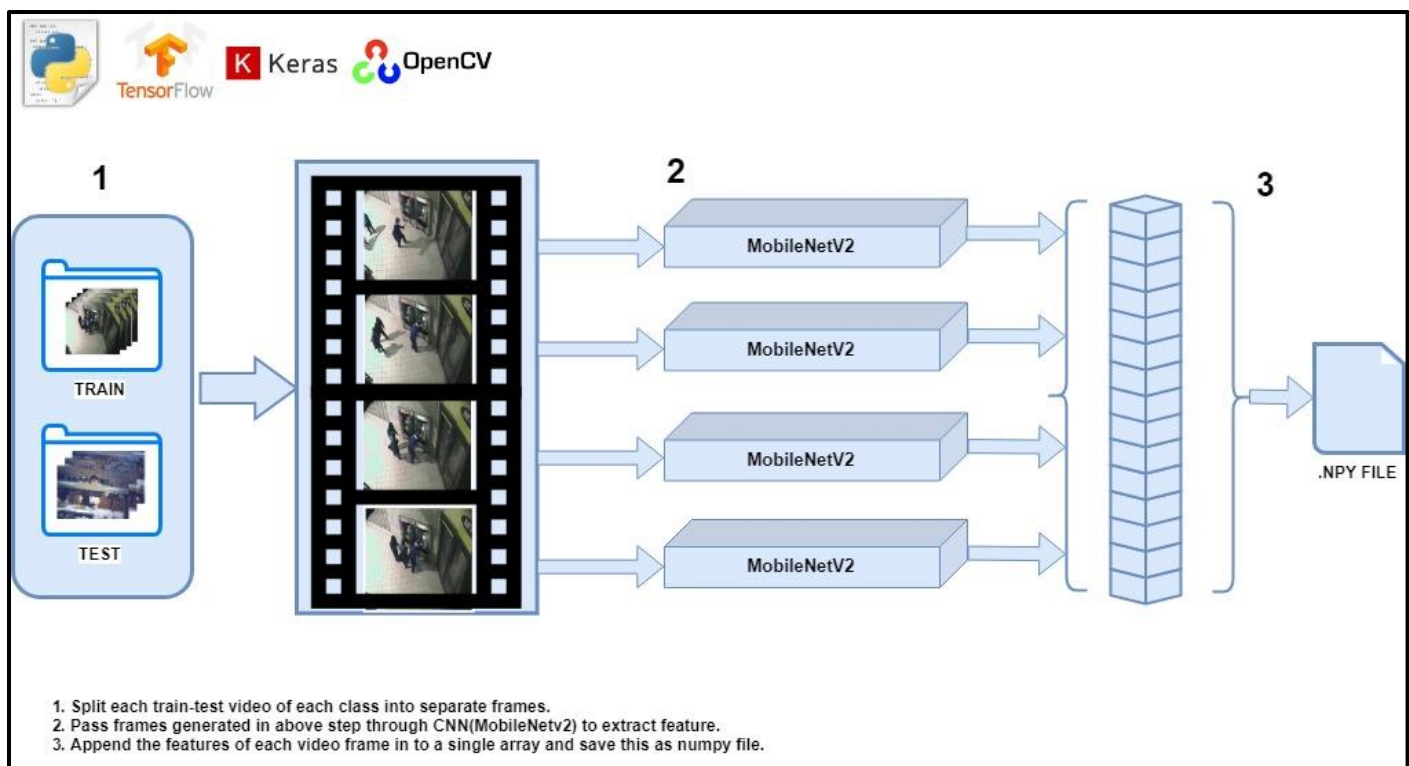 TensorFlow
K Keras
OpenCV
1
2
3
MobileNetV2
MobileNetV2
MobileNetV2
MobileNetV2
TRAIN
TEST
.NPY FILE
1. Split each train-test video of each class into separate frames.
2. Pass frames generated in above step through CNN(MobileNetv2) to extract feature.
3. Append the features of each video frame in to a single array and save this as numpy file.